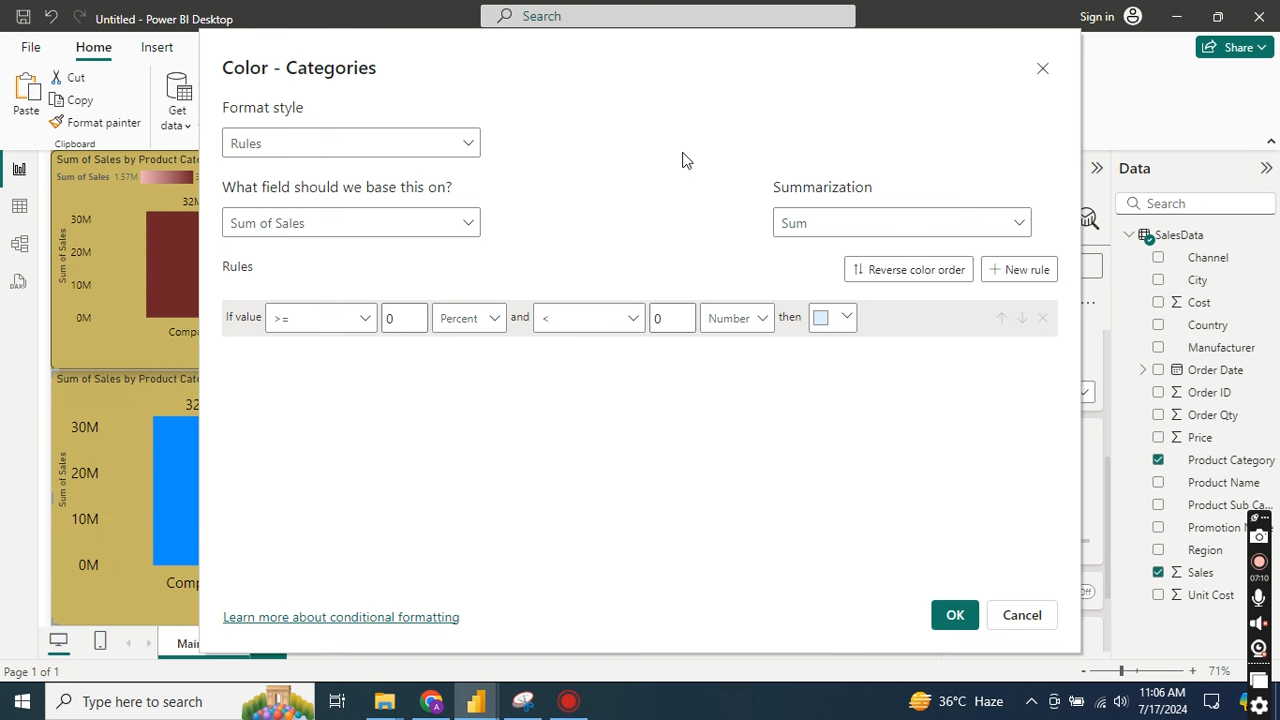 Untitled - Power BI Desktop
Search
Sign in
File
Home
Insert
Share
Paste
Cut
Copy
Format painter
Clipboard
Get
data
Color - Categories
Format style
Rules
What field should we base this on?
Summarization
Sum of Sales
Sum
Rules
Reverse color order
New rule
If value >= 0 Percent and < 0 Number then
Learn more about conditional formatting
OK
Cancel
Sum of Sales by Product Cate
Sum of Sales 1.57M
32M
30M
20M
10M
0M
Sum of Sales
Compu
Sum of Sales by Product Cate
32
30M
20M
10M
0M
Sum of Sales
Comp
Data
Search
SalesData
Channel
City
Cost
Country
Manufacturer
Order Date
Order ID
Order Qty
Price
Product Category
Product Name
Product Sub Ca...
Promotion N
Region
Sales
Unit Cost
Off
07:10
Main
Page 1 of 1
71%
Type here to search
36°C Haze
11:06 AM
7/17/2024